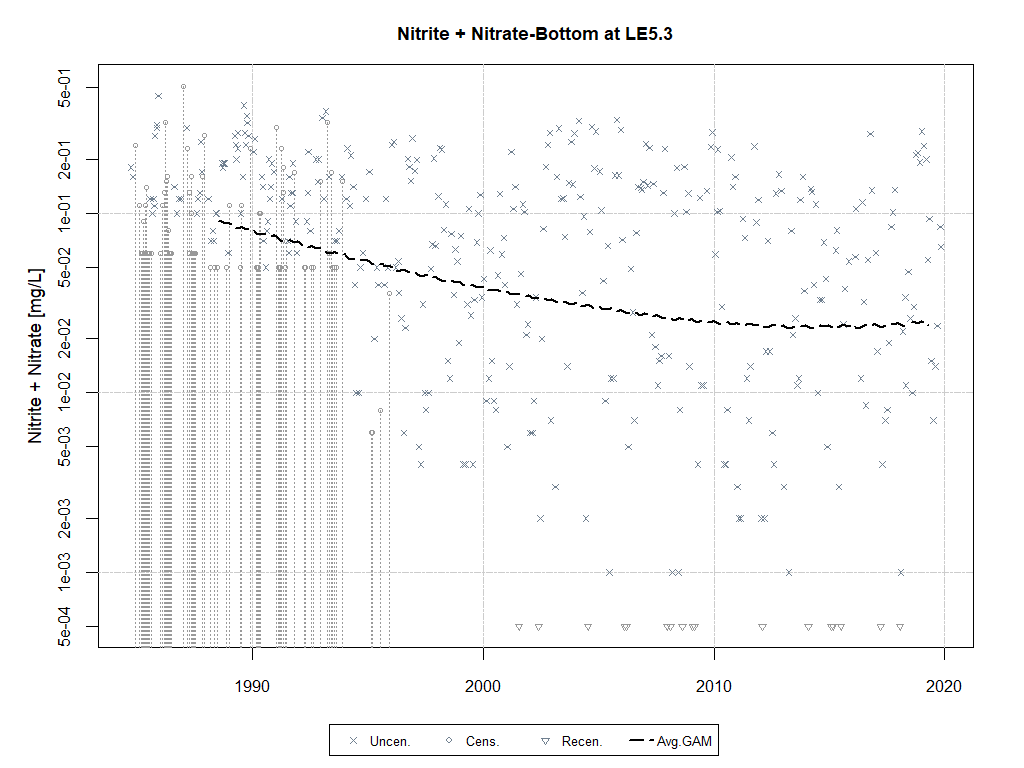 Nitrite + Nitrate-Bottom at LE5.3
Nitrite + Nitrate [mg/L]
5e-01
2e-01
1e-01
5e-02
2e-02
1e-02
5e-03
2e-03
1e-03
5e-04
1990 2000 2010 2020
Uncen. Cens. Recen. Avg.GAM